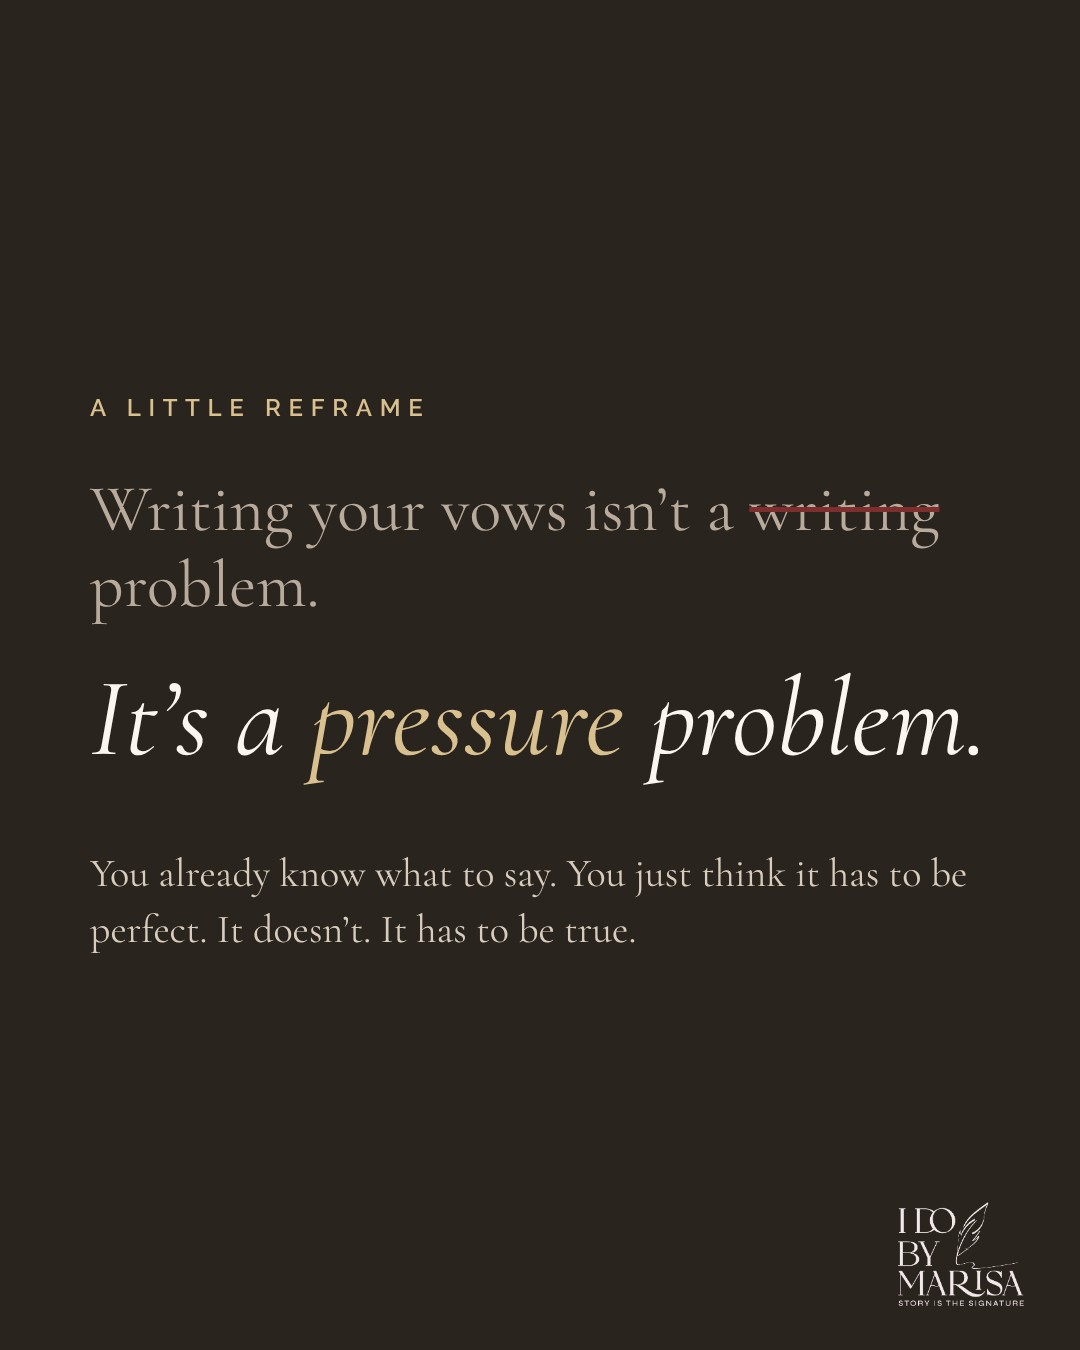 A LITTLE REFRAME
Writing your vows isn’t a writing
problem.
It’s a pressure problem.
You already know what to say. You just think it has to be
perfect. It doesn’t. It has to be true.
I DO
BY
MARISA
STORY IS THE SIGNATURE